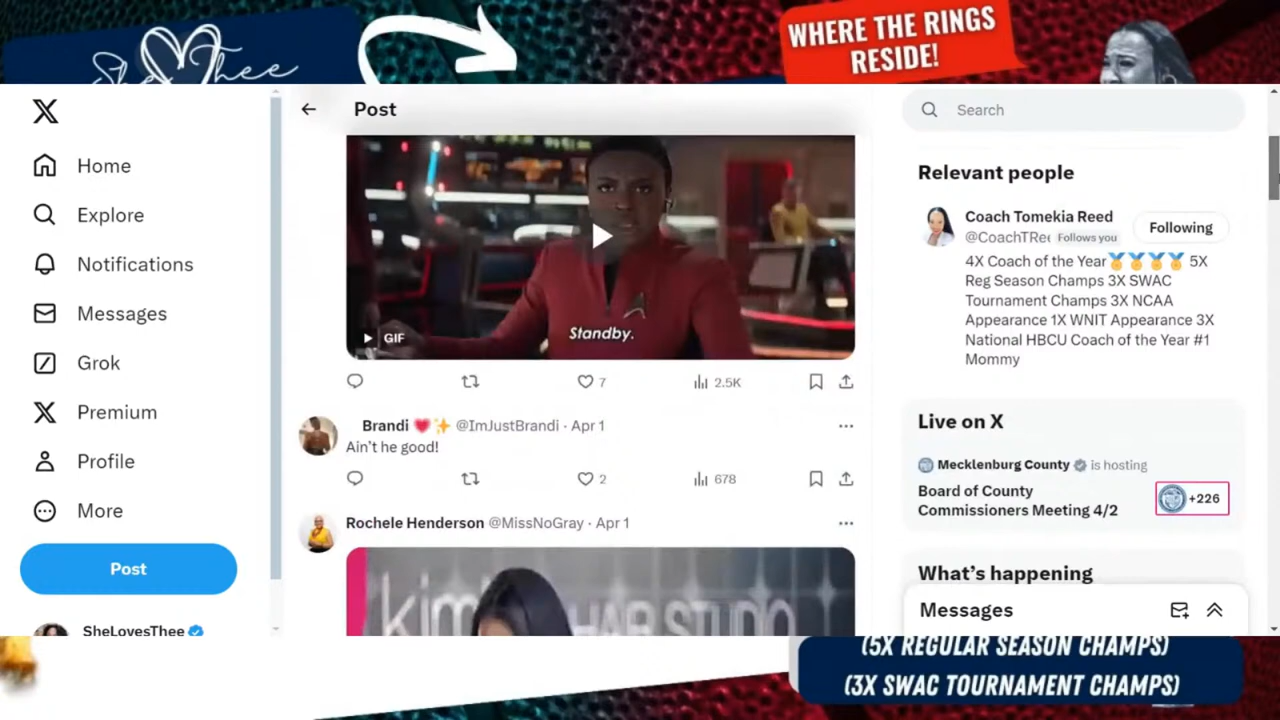 She Thee
WHERE THE RINGS
RESIDE!
Home
Explore
Notifications
Messages
Grok
Premium
Profile
More
Post
SheLovesThee
Post
Standby.
GIF
7
2.5K
Brandi ❤️✨ @ImJustBrandi · Apr 1
Ain't he good!
2
678
Rochele Henderson @MissNoGray · Apr 1
HAIR STUDIO
Search
Relevant people
Coach Tomekia Reed
@CoachTRe
Follows you
Following
4X Coach of the Year🏅🏅🏅🏅 5X
Reg Season Champs 3X SWAC
Tournament Champs 3X NCAA
Appearance 1X WNIT Appearance 3X
National HBCU Coach of the Year #1
Mommy
Live on X
Mecklenburg County is hosting
Board of County
Commissioners Meeting 4/2
+226
What's happening
Messages
(5X REGULAR SEASON CHAMPS)
(3X SWAC TOURNAMENT CHAMPS)